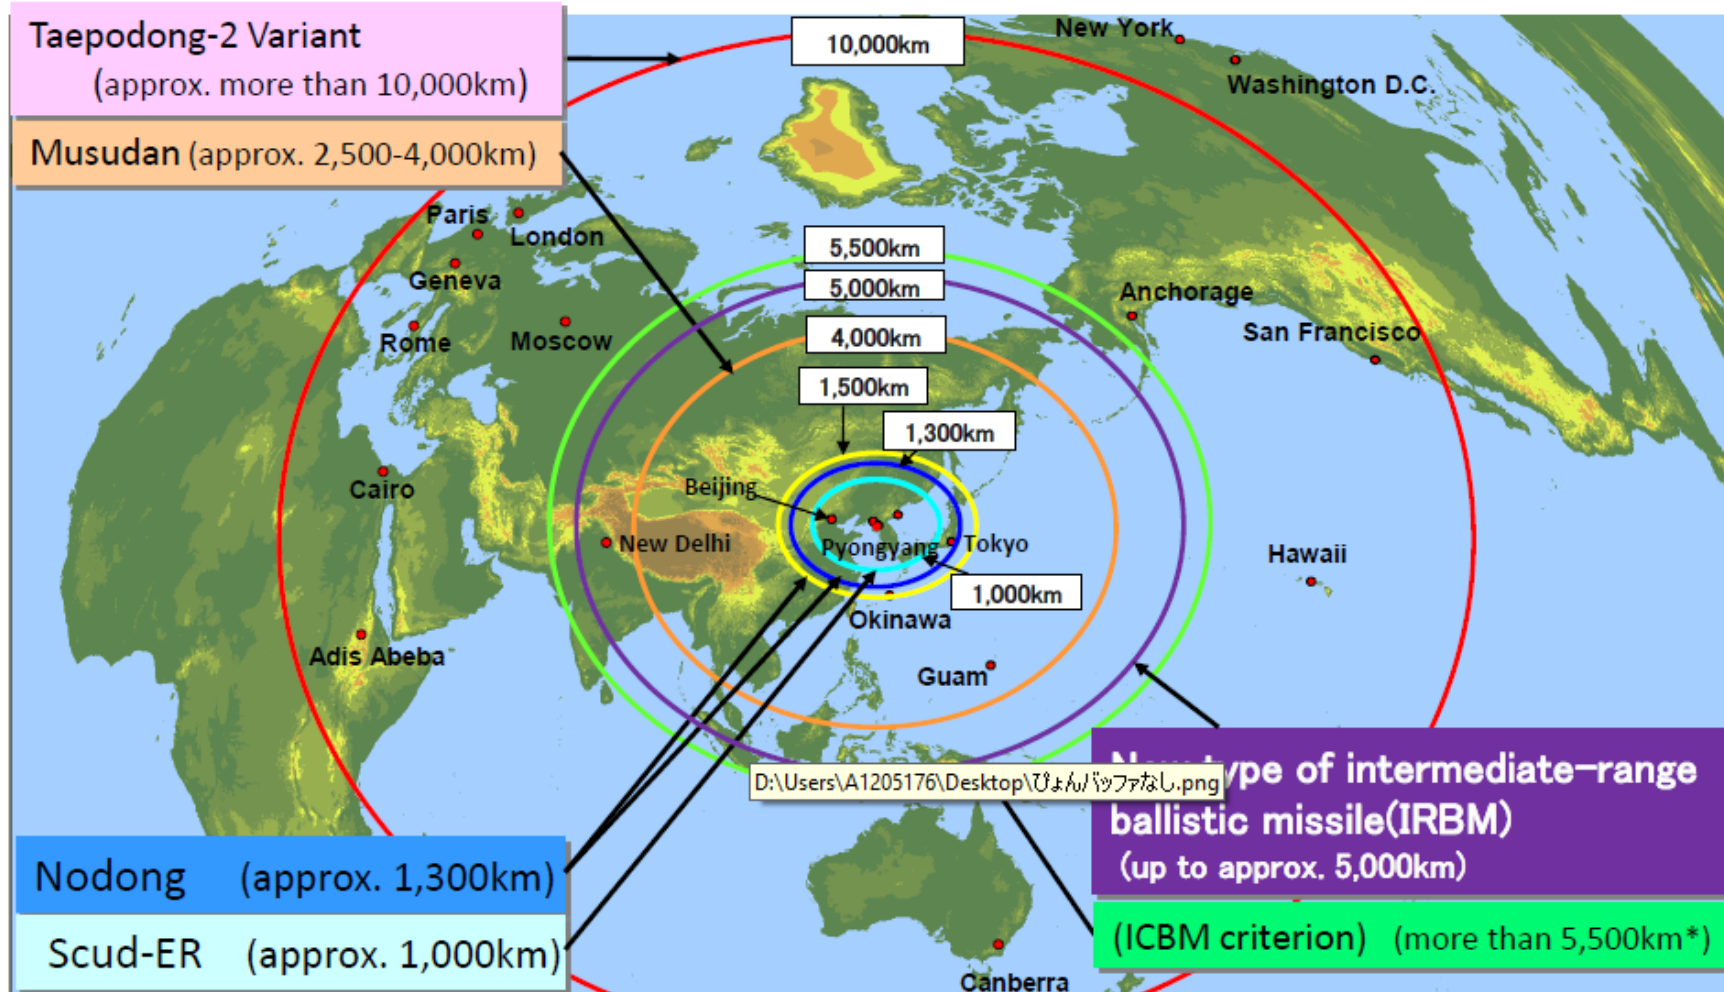 Taepodong-2 Variant
(approx. more than 10,000km)
Musudan (approx. 2,500-4,000km)
10,000km
New York
Washington D.C.
Paris
London
Geneva
Rome
Moscow
5,500km
5,000km
4,000km
1,500km
1,300km
Anchorage
San Francisco
Cairo
Beijing
New Delhi
Pyongyang
Tokyo
Hawaii
1,000km
Okinawa
Adis Abeba
Guam
D:\Users\A1205176\Desktop\ぴょんバッファなし.png
type of intermediate-range
ballistic missile(IRBM)
(up to approx. 5,000km)
Nodong (approx. 1,300km)
Scud-ER (approx. 1,000km)
(ICBM criterion) (more than 5,500km*)
Canberra